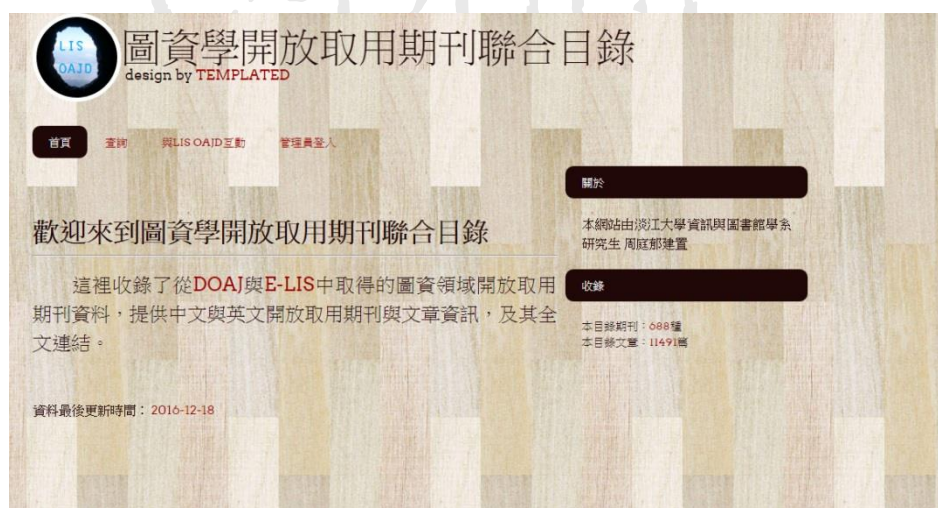 LIS
OAJD
圖資學開放取用期刊聯合目錄
design by TEMPLATED
首頁 查詢 與LIS OAJD互動 管理員登入
關於
本網站由淡江大學資訊與圖書館學系
研究生 周庭郁建置
歡迎來到圖資學開放取用期刊聯合目錄
這裡收錄了從DOAJ與E-LIS中取得的圖資領域開放取用
期刊資料，提供中文與英文開放取用期刊與文章資訊，及其全
文連結。
收錄
本目錄期刊：688種
本目錄文章：11491篇
資料最後更新時間： 2016-12-18